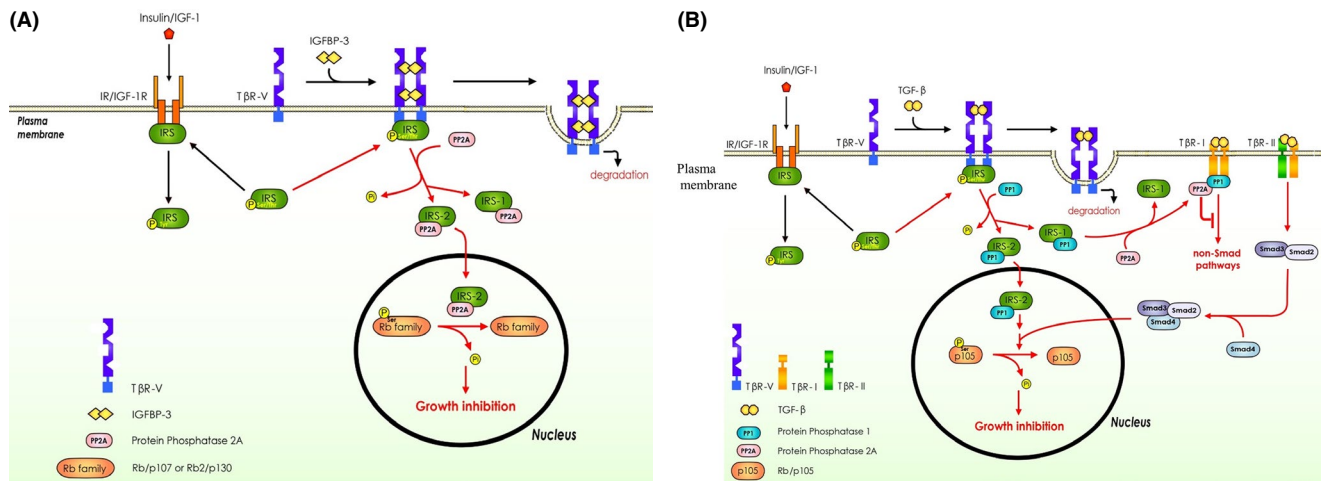 (A)
Insulin/IGF-1
IGFBP-3
IR/IGF-1R
TβR-V
Plasma
membrane
IRS
P
IRS
PP2A
degradation
P
IRS
Pi
IRS-1
PP2A
IRS-2
PP2A
P
IRS
IRS-2
PP2A
P
Ser
Rb family
Rb family
Pi
Growth inhibition
Nucleus
TβR-V
IGFBP-3
PP2A
Protein Phosphatase 2A
Rb family
Rb/p107 or Rb2/p130
(B)
Insulin/IGF-1
TGF-β
IR/IGF-1R
TβR-V
TβR-I
TβR-II
Plasma
membrane
IRS
P
IRS
PP1
degradation
IRS-1
PP2A
PP1
P
IRS
Pi
IRS-2
PP1
IRS-1
PP1
PP2A
non-Smad
pathways
Smad3
Smad2
P
IRS
IRS-2
PP1
Smad3
Smad2
Smad4
Smad4
P
Ser
p105
p105
Pi
Growth inhibition
Nucleus
TβR-V
TβR-I
TβR-II
TGF-β
PP1
Protein Phosphatase 1
PP2A
Protein Phosphatase 2A
p105
Rb/p105